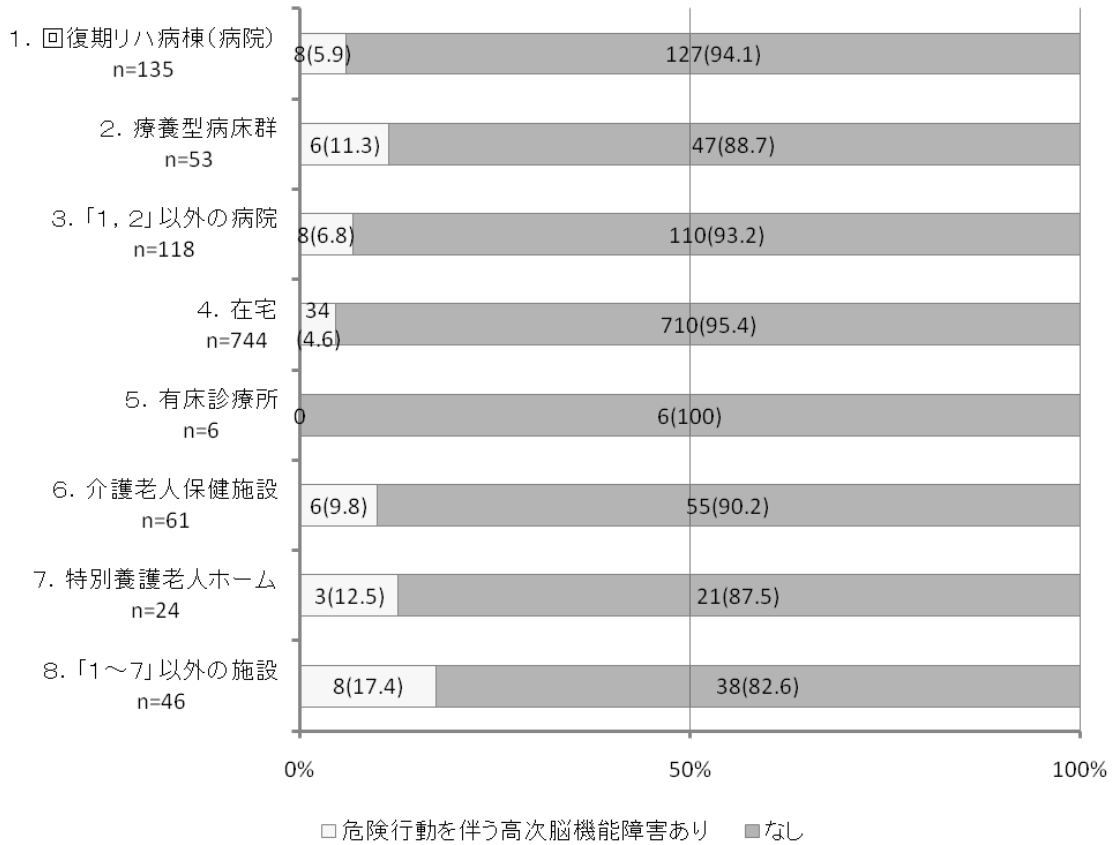 1. 回復期リハ病棟(病院)
n=135
8(5.9)
127(94.1)
2. 療養型病床群
n=53
6(11.3)
47(88.7)
3. 「1, 2」以外の病院
n=118
8(6.8)
110(93.2)
4. 在宅
n=744
34
(4.6)
710(95.4)
5. 有床診療所
n=6
0
6(100)
6. 介護老人保健施設
n=61
6(9.8)
55(90.2)
7. 特別養護老人ホーム
n=24
3(12.5)
21(87.5)
8. 「1～7」以外の施設
n=46
8(17.4)
38(82.6)
0%
50%
100%
危険行動を伴う高次脳機能障害あり
なし